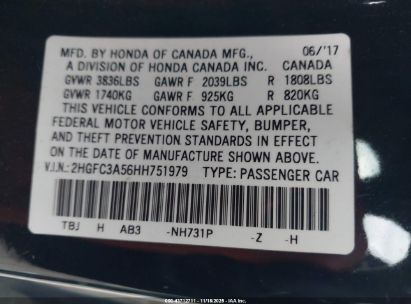 MFD. BY HONDA OF CANADA MFG., 06/'17
A DIVISION OF HONDA CANADA INC. CANADA
GVWR 3836LBS GAWR F 2039LBS R 1808LBS
GVWR 1740KG GAWR F 925KG R 820KG
THIS VEHICLE CONFORMS TO ALL APPLICABLE
FEDERAL MOTOR VEHICLE SAFETY, BUMPER,
AND THEFT PREVENTION STANDARDS IN EFFECT
ON THE DATE OF MANUFACTURE SHOWN ABOVE.
V.I.N.: 2HGFC3A56HH751979 TYPE: PASSENGER CAR
TBJ H AB3 -NH731P -Z -H